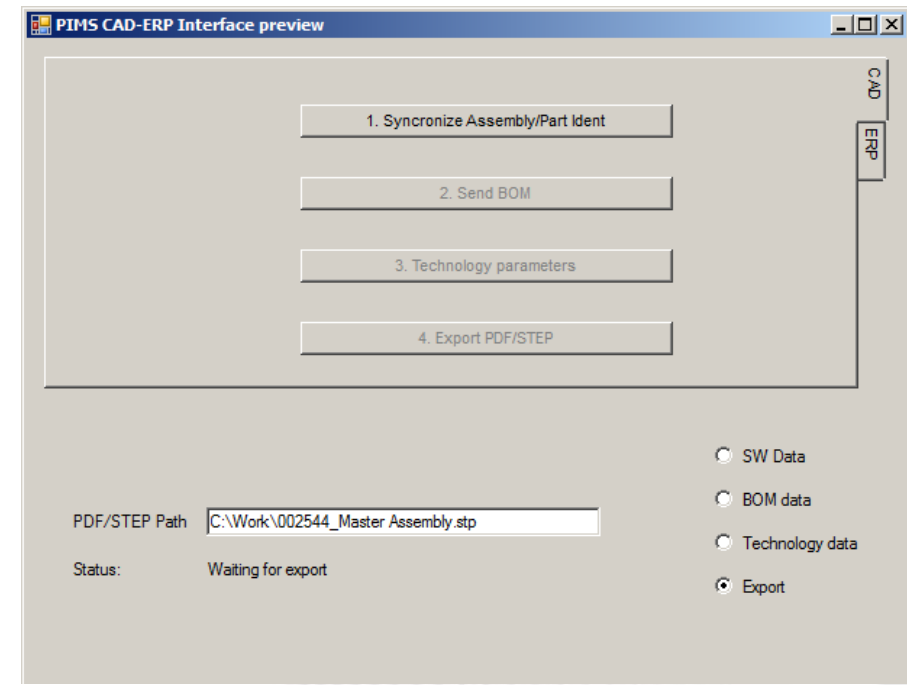 PIMS CAD-ERP Interface preview
CAD
ERP
1. Syncronize Assembly/Part Ident
2. Send BOM
3. Technology parameters
4. Export PDF/STEP
SW Data
BOM data
PDF/STEP Path C:\Work\002544_Master Assembly.stp
Technology data
Status: Waiting for export
Export